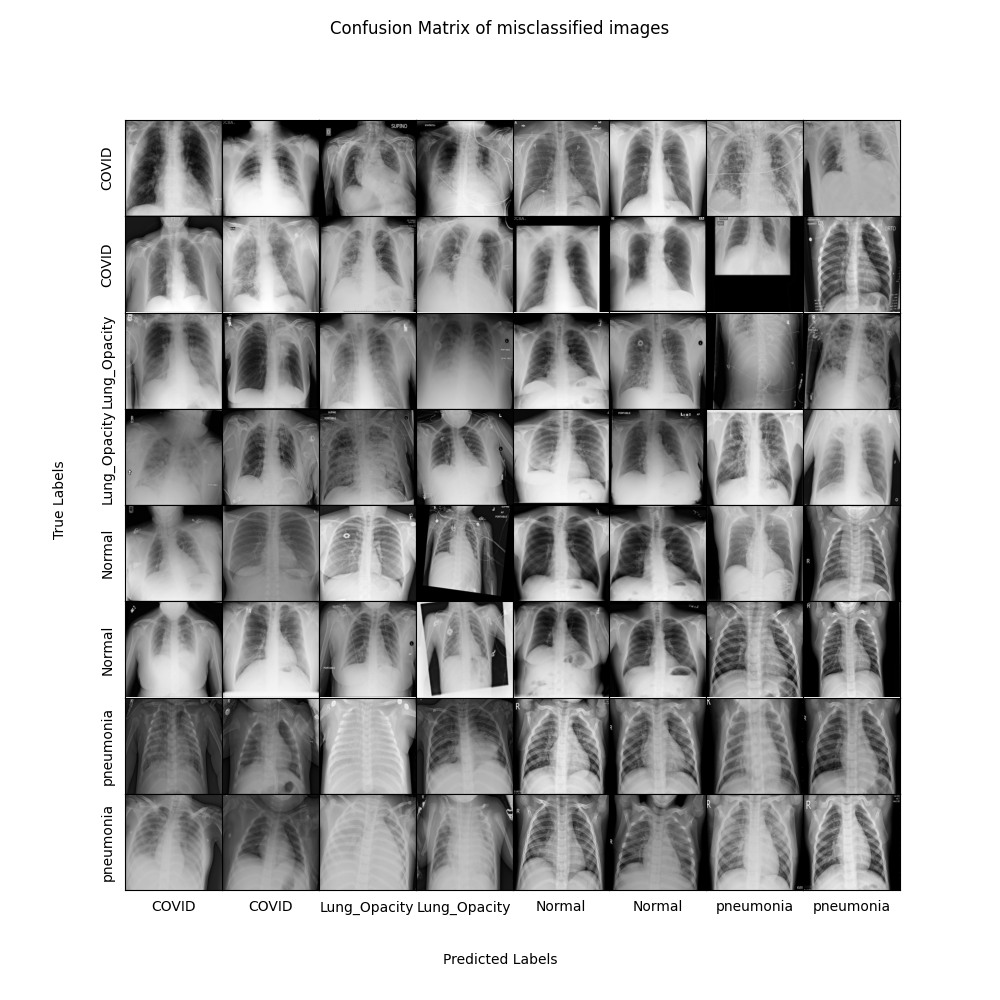 Confusion Matrix of misclassified images
True Labels
COVID
COVID
Lung_Opacity
Lung_Opacity
Normal
Normal
pneumonia
pneumonia
SUPINO
R
R
R
COVID COVID Lung_Opacity Lung_Opacity Normal Normal pneumonia pneumonia
Predicted Labels